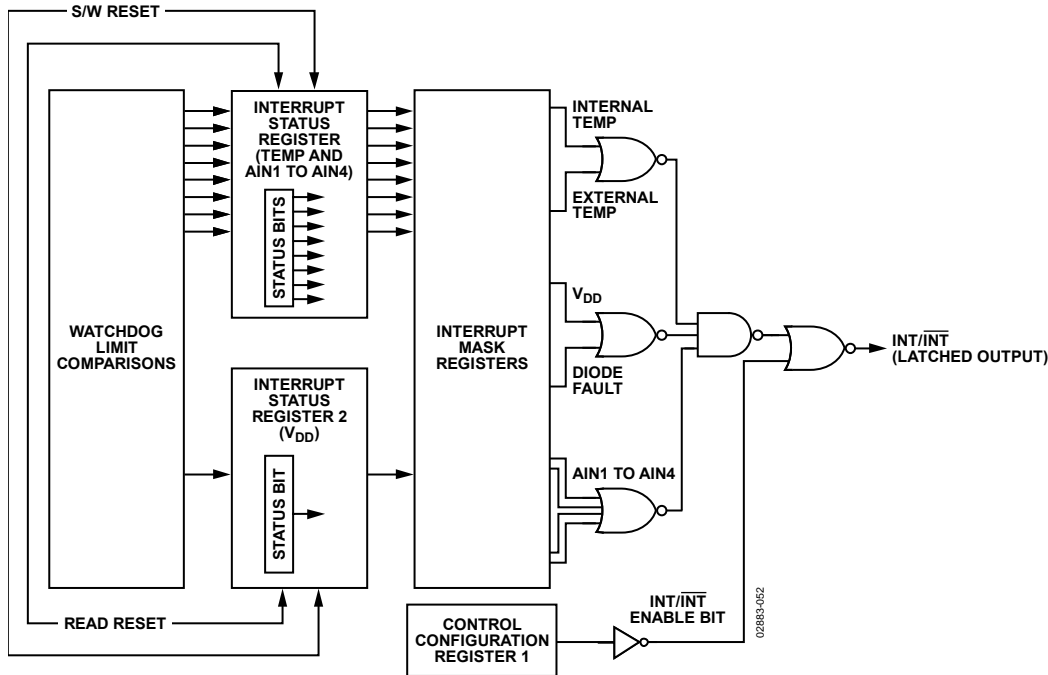 S/W RESET
INTERRUPT
STATUS
REGISTER
(TEMP AND
AIN1 TO AIN4)
STATUS BITS
WATCHDOG
LIMIT
COMPARISONS
INTERRUPT
STATUS
REGISTER 2
(VDD)
STATUS BIT
READ RESET
INTERRUPT
MASK
REGISTERS
INTERNAL
TEMP
EXTERNAL
TEMP
VDD
DIODE
FAULT
AIN1 TO AIN4
INT/INT
(LATCHED OUTPUT)
CONTROL
CONFIGURATION
REGISTER 1
INT/INT
ENABLE BIT
02883-052